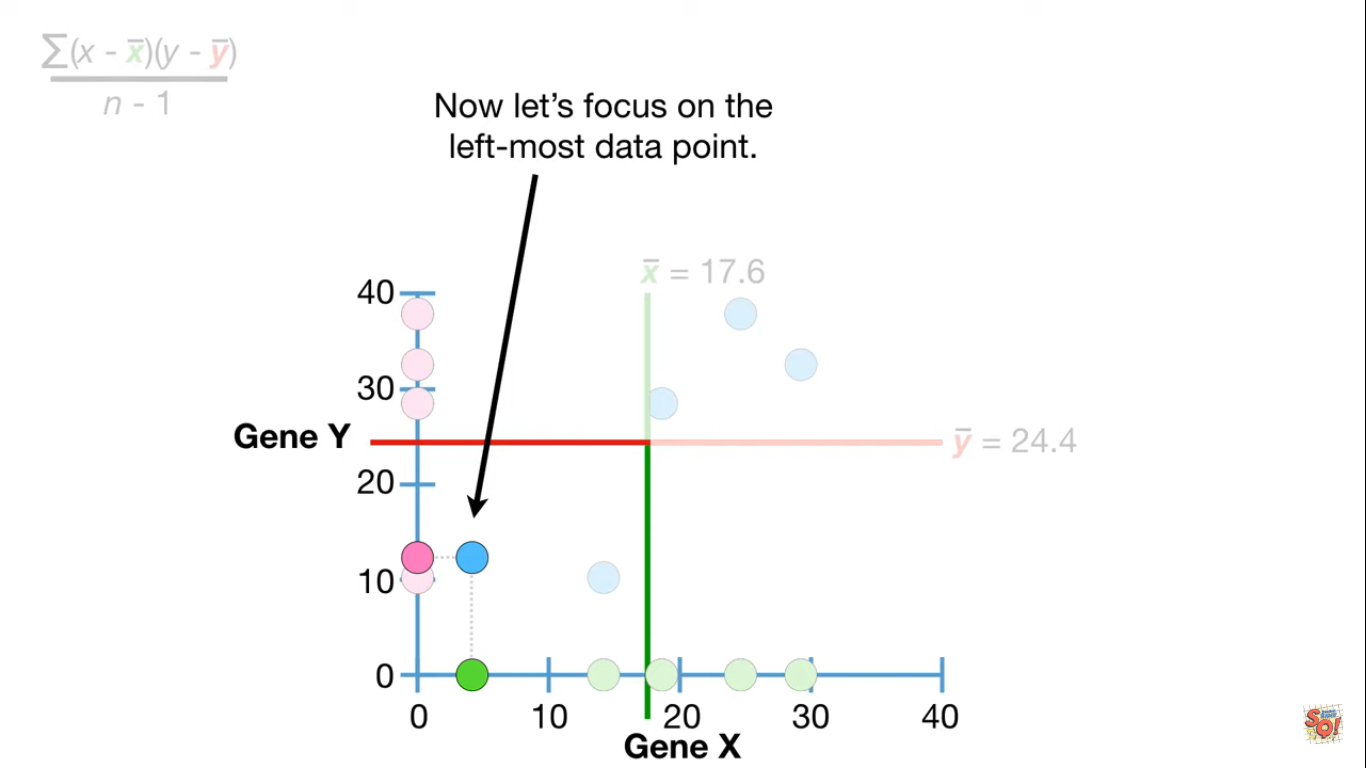 ∑(x - x̄)(y - ȳ)
n - 1
Now let’s focus on the
left-most data point.
x̄ = 17.6
40
30
Gene Y
ȳ = 24.4
20
10
0
0 10 20 30 40
Gene X
SQ!